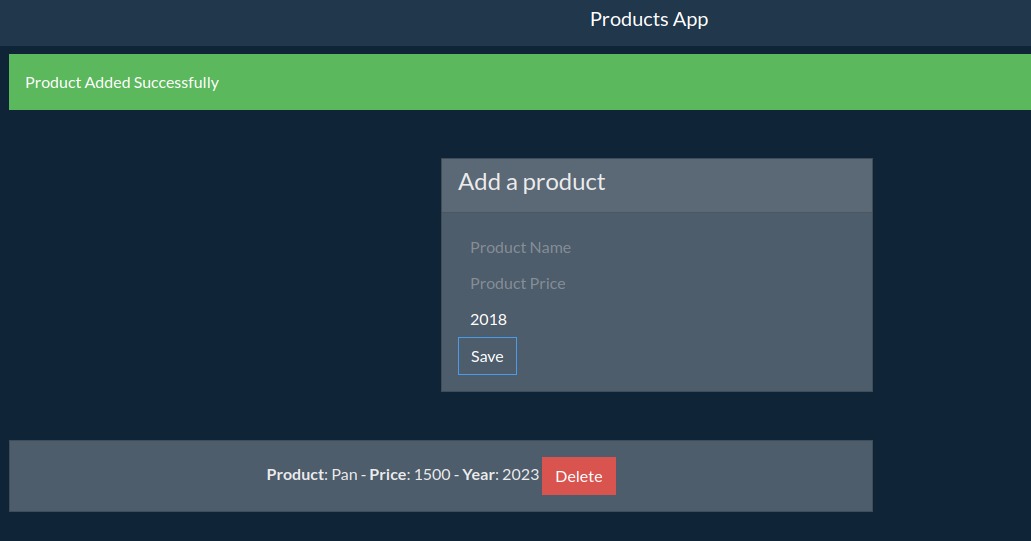 Products App
Product Added Successfully
Add a product
Product Name
Product Price
2018
Save
Product: Pan - Price: 1500 - Year: 2023 Delete